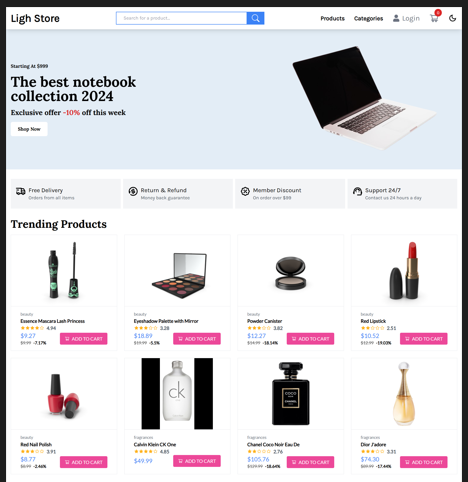 Ligh Store
Search for a product...
Products
Categories
Login
0
Starting At $999
The best notebook
collection 2024
Exclusive offer -10% off this week
Shop Now
Free Delivery
Orders from all items
Return & Refund
Money back guarantee
Member Discount
On order over $99
Support 24/7
Contact us 24 hours a day
Trending Products
beauty
Essence Mascara Lash Princess
4.94
$9.27
$9.99 -7.17%
ADD TO CART
beauty
Eyeshadow Palette with Mirror
3.28
$18.89
$19.99 -5.5%
ADD TO CART
beauty
Powder Canister
3.82
$12.27
$14.99 -18.14%
ADD TO CART
beauty
Red Lipstick
2.51
$10.52
$12.99 -19.03%
ADD TO CART
beauty
Red Nail Polish
3.91
$8.77
$8.99 -2.46%
ADD TO CART
ck
fragrances
Calvin Klein CK One
4.85
$49.99
ADD TO CART
COCO
CHANEL
fragrances
Chanel Coco Noir Eau De
2.76
$105.76
$129.99 -18.64%
ADD TO CART
fragrances
Dior J'adore
3.31
$74.30
$89.99 -17.44%
ADD TO CART